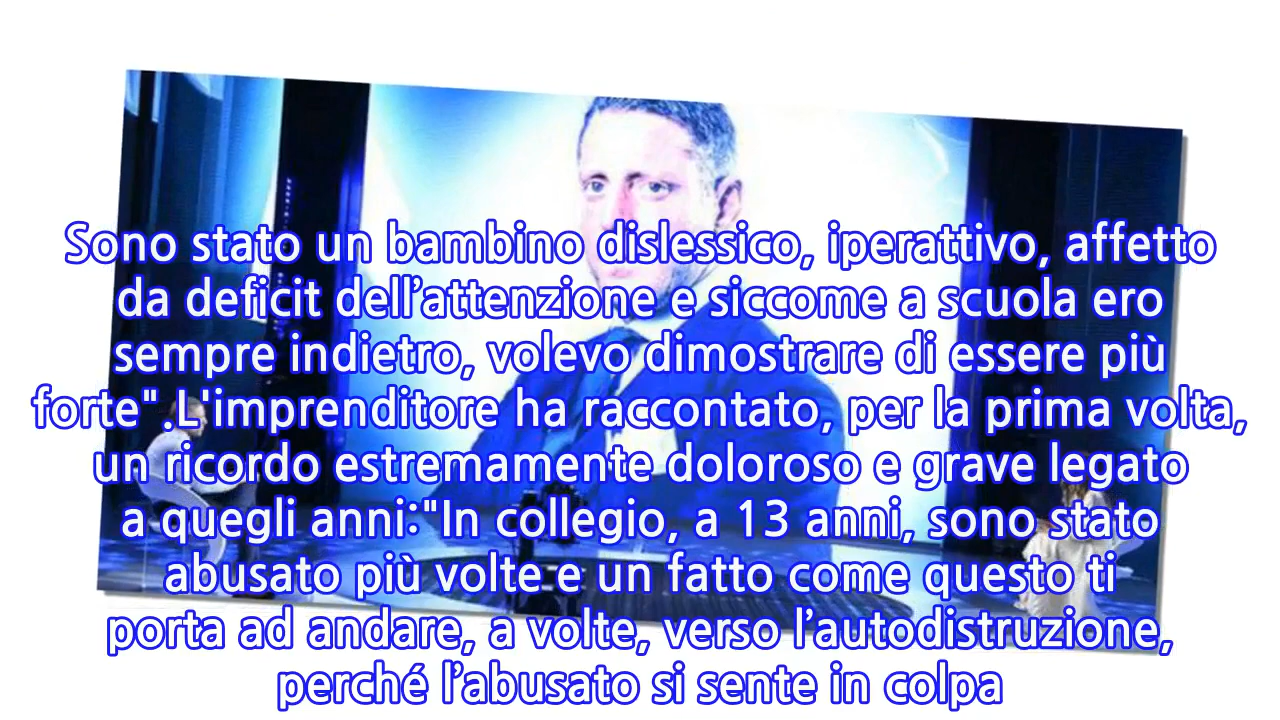 Sono stato un bambino dislessico, iperattivo, affetto
da deficit dell'attenzione e siccome a scuola ero
sempre indietro, volevo dimostrare di essere più
forte" .L'imprenditore ha raccontato, per la prima volta,
un ricordo estremamente doloroso e grave legato
a quegli anni:"In collegio, a 13 anni, sono stato
abusato più volte e un fatto come questo ti
porta ad andare, a volte, verso l'autodistruzione,
perché l'abusato si sente in colpa